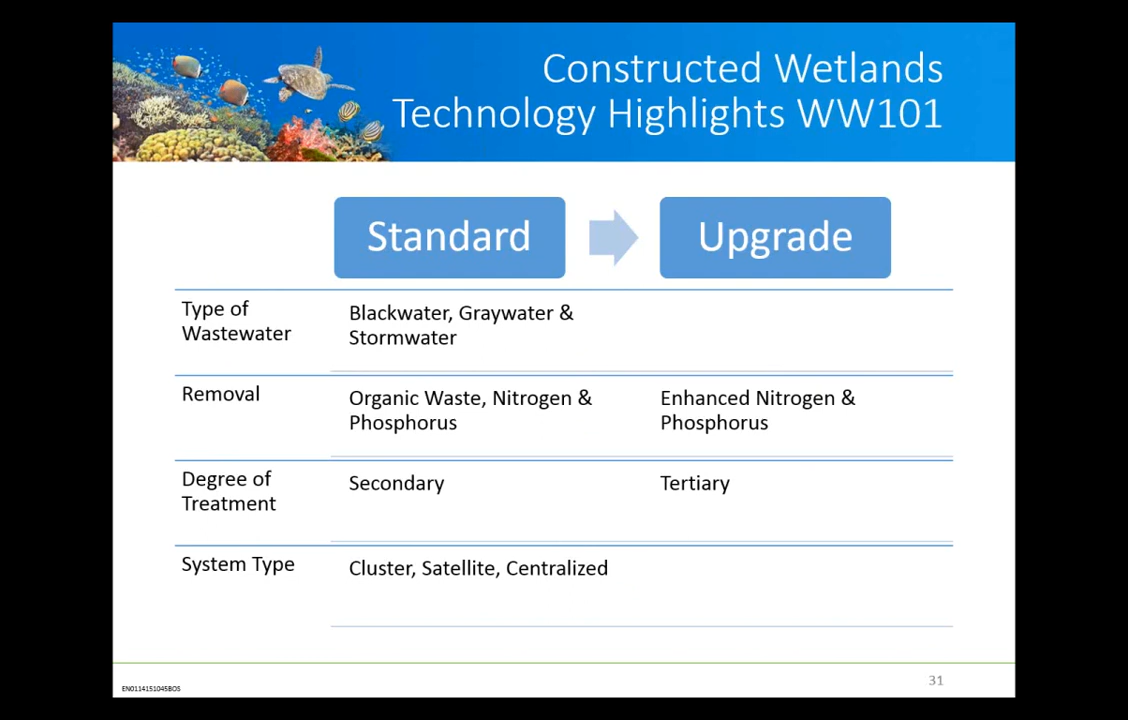 Constructed Wetlands
Technology Highlights WW101
Standard
Upgrade
Type of
Wastewater
Blackwater, Graywater &
Stormwater
Removal
Organic Waste, Nitrogen &
Phosphorus
Enhanced Nitrogen &
Phosphorus
Degree of
Treatment
Secondary
Tertiary
System Type
Cluster, Satellite, Centralized
EN0114151045BOS
31